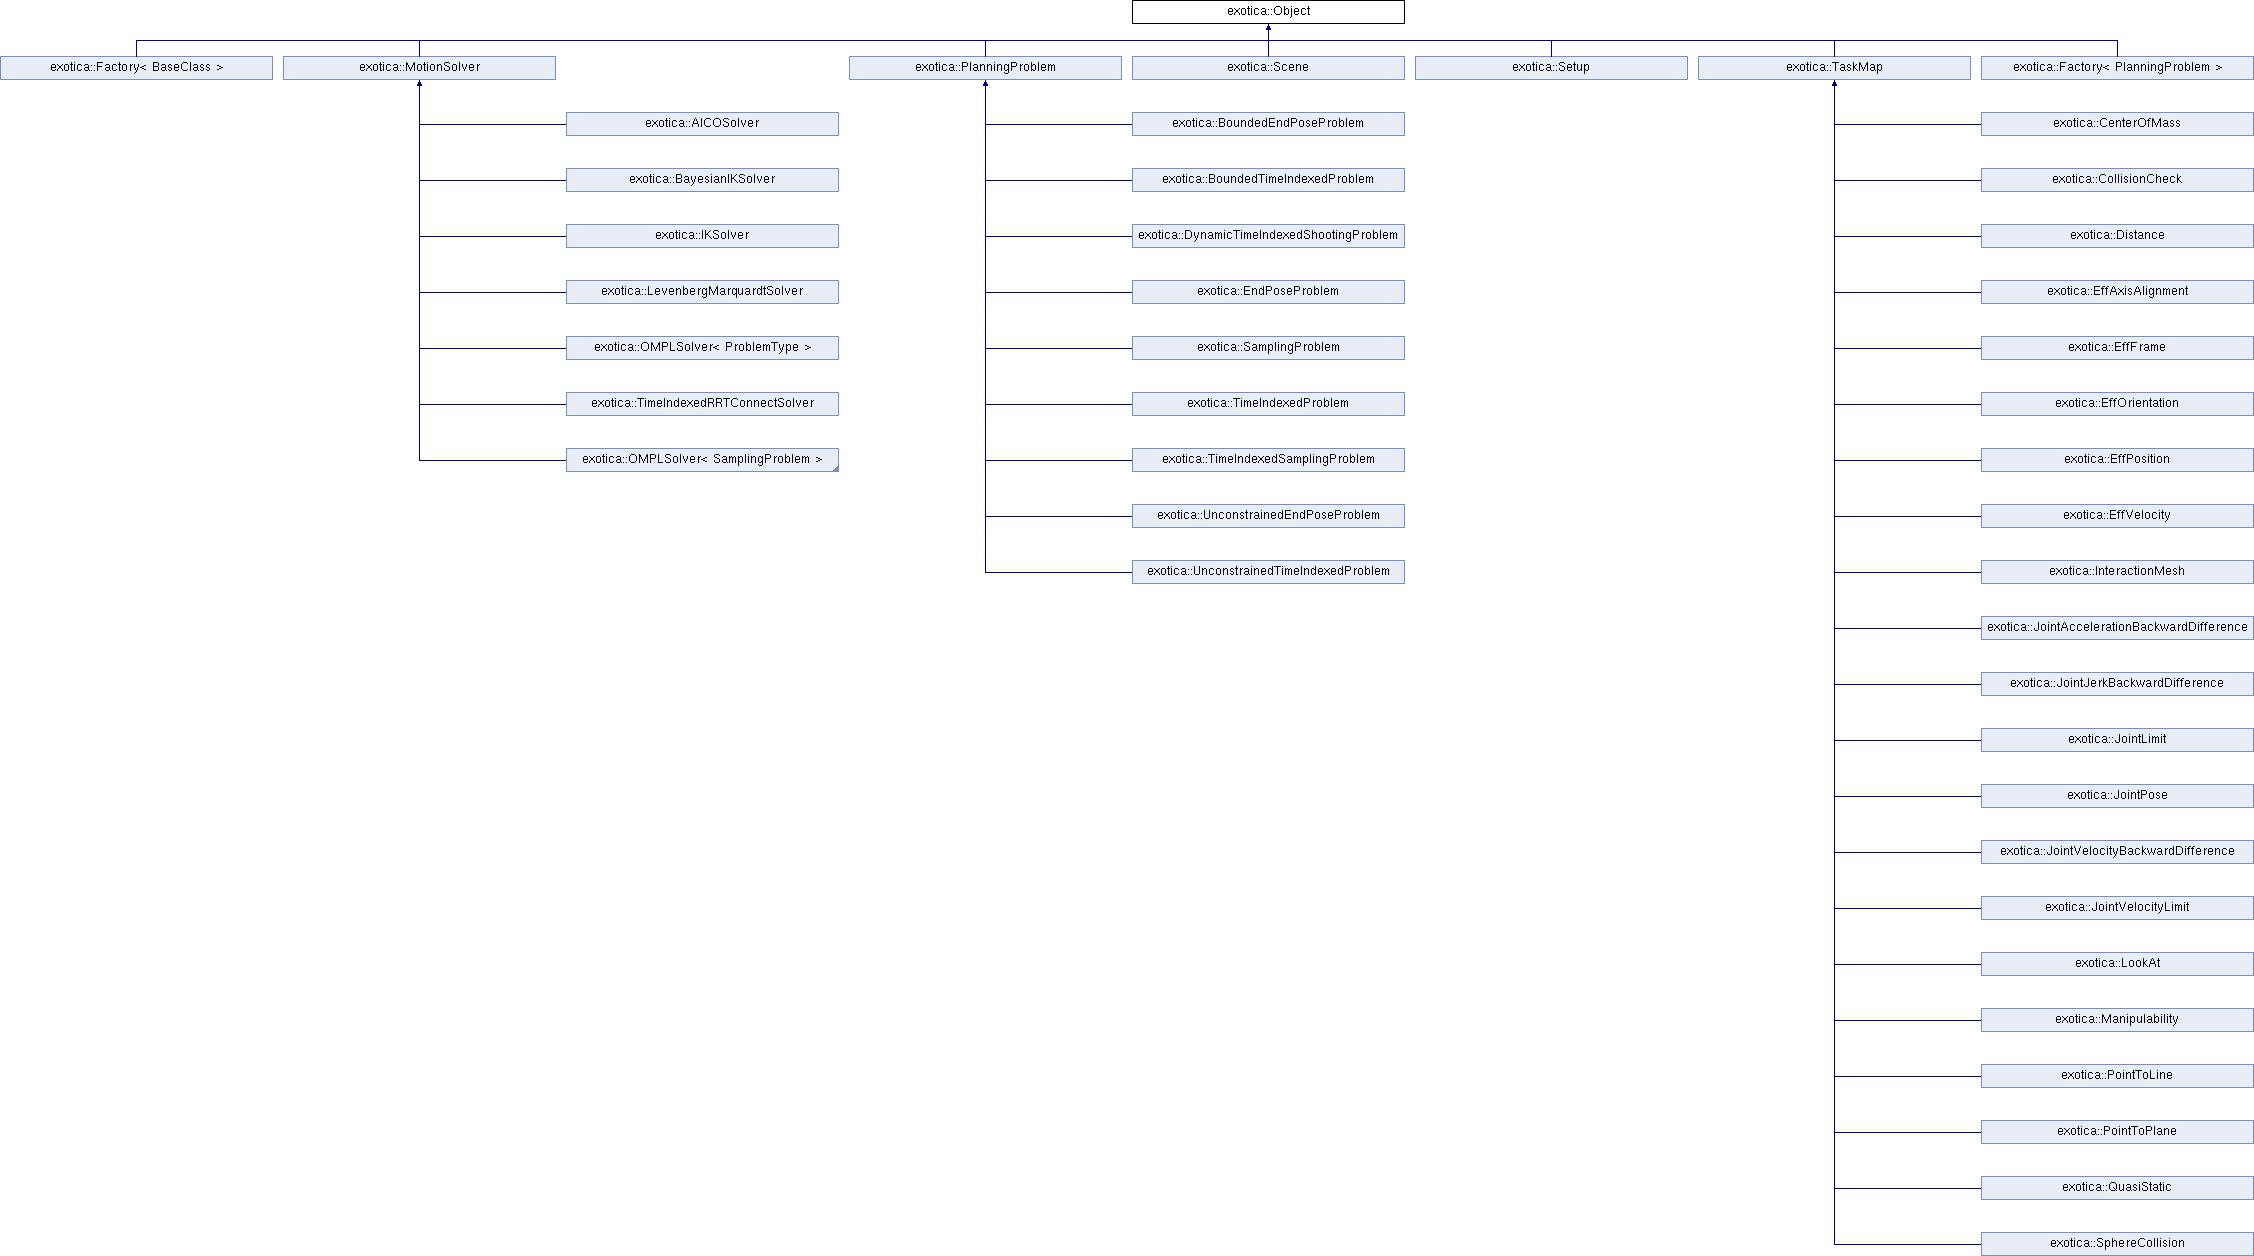 exotica::Object
exotica::Factory< BaseClass >
exotica::MotionSolver
exotica::PlanningProblem
exotica::Scene
exotica::Setup
exotica::TaskMap
exotica::Factory< PlanningProblem >
exotica::AICOSolver
exotica::BoundedEndPoseProblem
exotica::CenterOfMass
exotica::BayesianIKSolver
exotica::BoundedTimeIndexedProblem
exotica::CollisionCheck
exotica::IKSolver
exotica::DynamicTimeIndexedShootingProblem
exotica::Distance
exotica::LevenbergMarquardtSolver
exotica::EndPoseProblem
exotica::EffAxisAlignment
exotica::OMPLSolver< ProblemType >
exotica::SamplingProblem
exotica::EffFrame
exotica::TimeIndexedRRTConnectSolver
exotica::TimeIndexedProblem
exotica::EffOrientation
exotica::OMPLSolver< SamplingProblem >
exotica::TimeIndexedSamplingProblem
exotica::EffPosition
exotica::UnconstrainedEndPoseProblem
exotica::EffVelocity
exotica::UnconstrainedTimeIndexedProblem
exotica::InteractionMesh
exotica::JointAccelerationBackwardDifference
exotica::JointJerkBackwardDifference
exotica::JointLimit
exotica::JointPose
exotica::JointVelocityBackwardDifference
exotica::JointVelocityLimit
exotica::LookAt
exotica::Manipulability
exotica::PointToLine
exotica::PointToPlane
exotica::QuasiStatic
exotica::SphereCollision